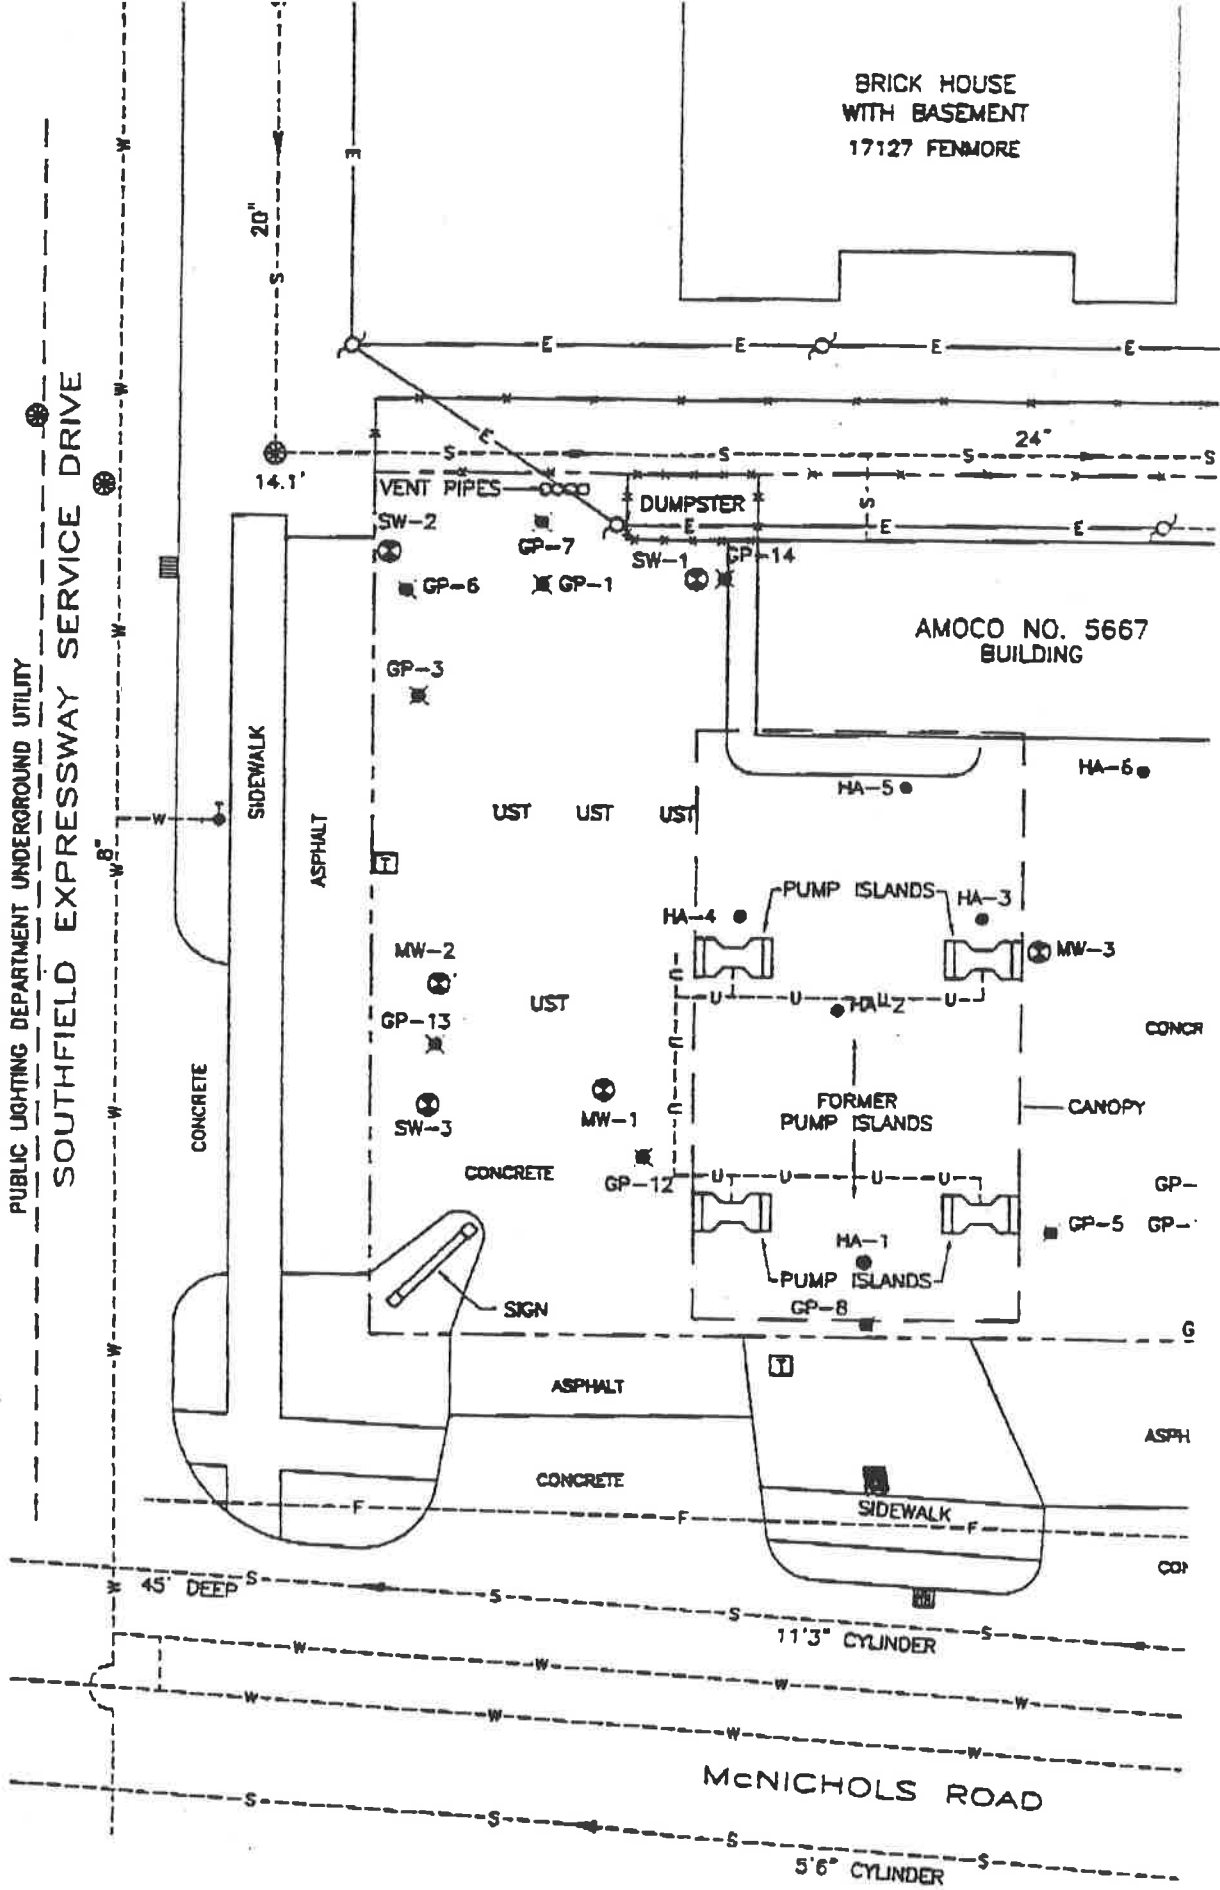 BRICK HOUSE
WITH BASEMENT
17127 FENMORE
W
E
20"
S
W
E
E
E
E
24"
S
S
S
S
14.1'
E
VENT PIPES
DUMPSTER
S
SW-2
GP-7
E
E
E
SW-1
GP-14
GP-6
GP-1
AMOCO NO. 5667
BUILDING
W
GP-3
PUBLIC LIGHTING DEPARTMENT UNDERGROUND UTILITY
SOUTHFIELD EXPRESSWAY SERVICE DRIVE
SIDEWALK
ASPHALT
HA-5
HA-6
UST
UST
UST
W
8"
W
T
PUMP ISLANDS
HA-4
HA-3
MW-2
MW-3
UST
U
U
U
U
U
HA-2
GP-13
U
CONCR
CONCRETE
SW-3
MW-1
U
FORMER
PUMP ISLANDS
CANOPY
W
CONCRETE
GP-12
U
U
U
U
GP-
GP-5
GP-
HA-1
PUMP ISLANDS
SIGN
GP-8
G
W
T
ASPHALT
ASPH
CONCRETE
SIDEWALK
F
F
F
CON
W
45' DEEP
S
S
S
S
11'3" CYLINDER
W
W
W
W
W
W
W
W
McNICHOLS ROAD
S
S
S
S
5'6" CYLINDER